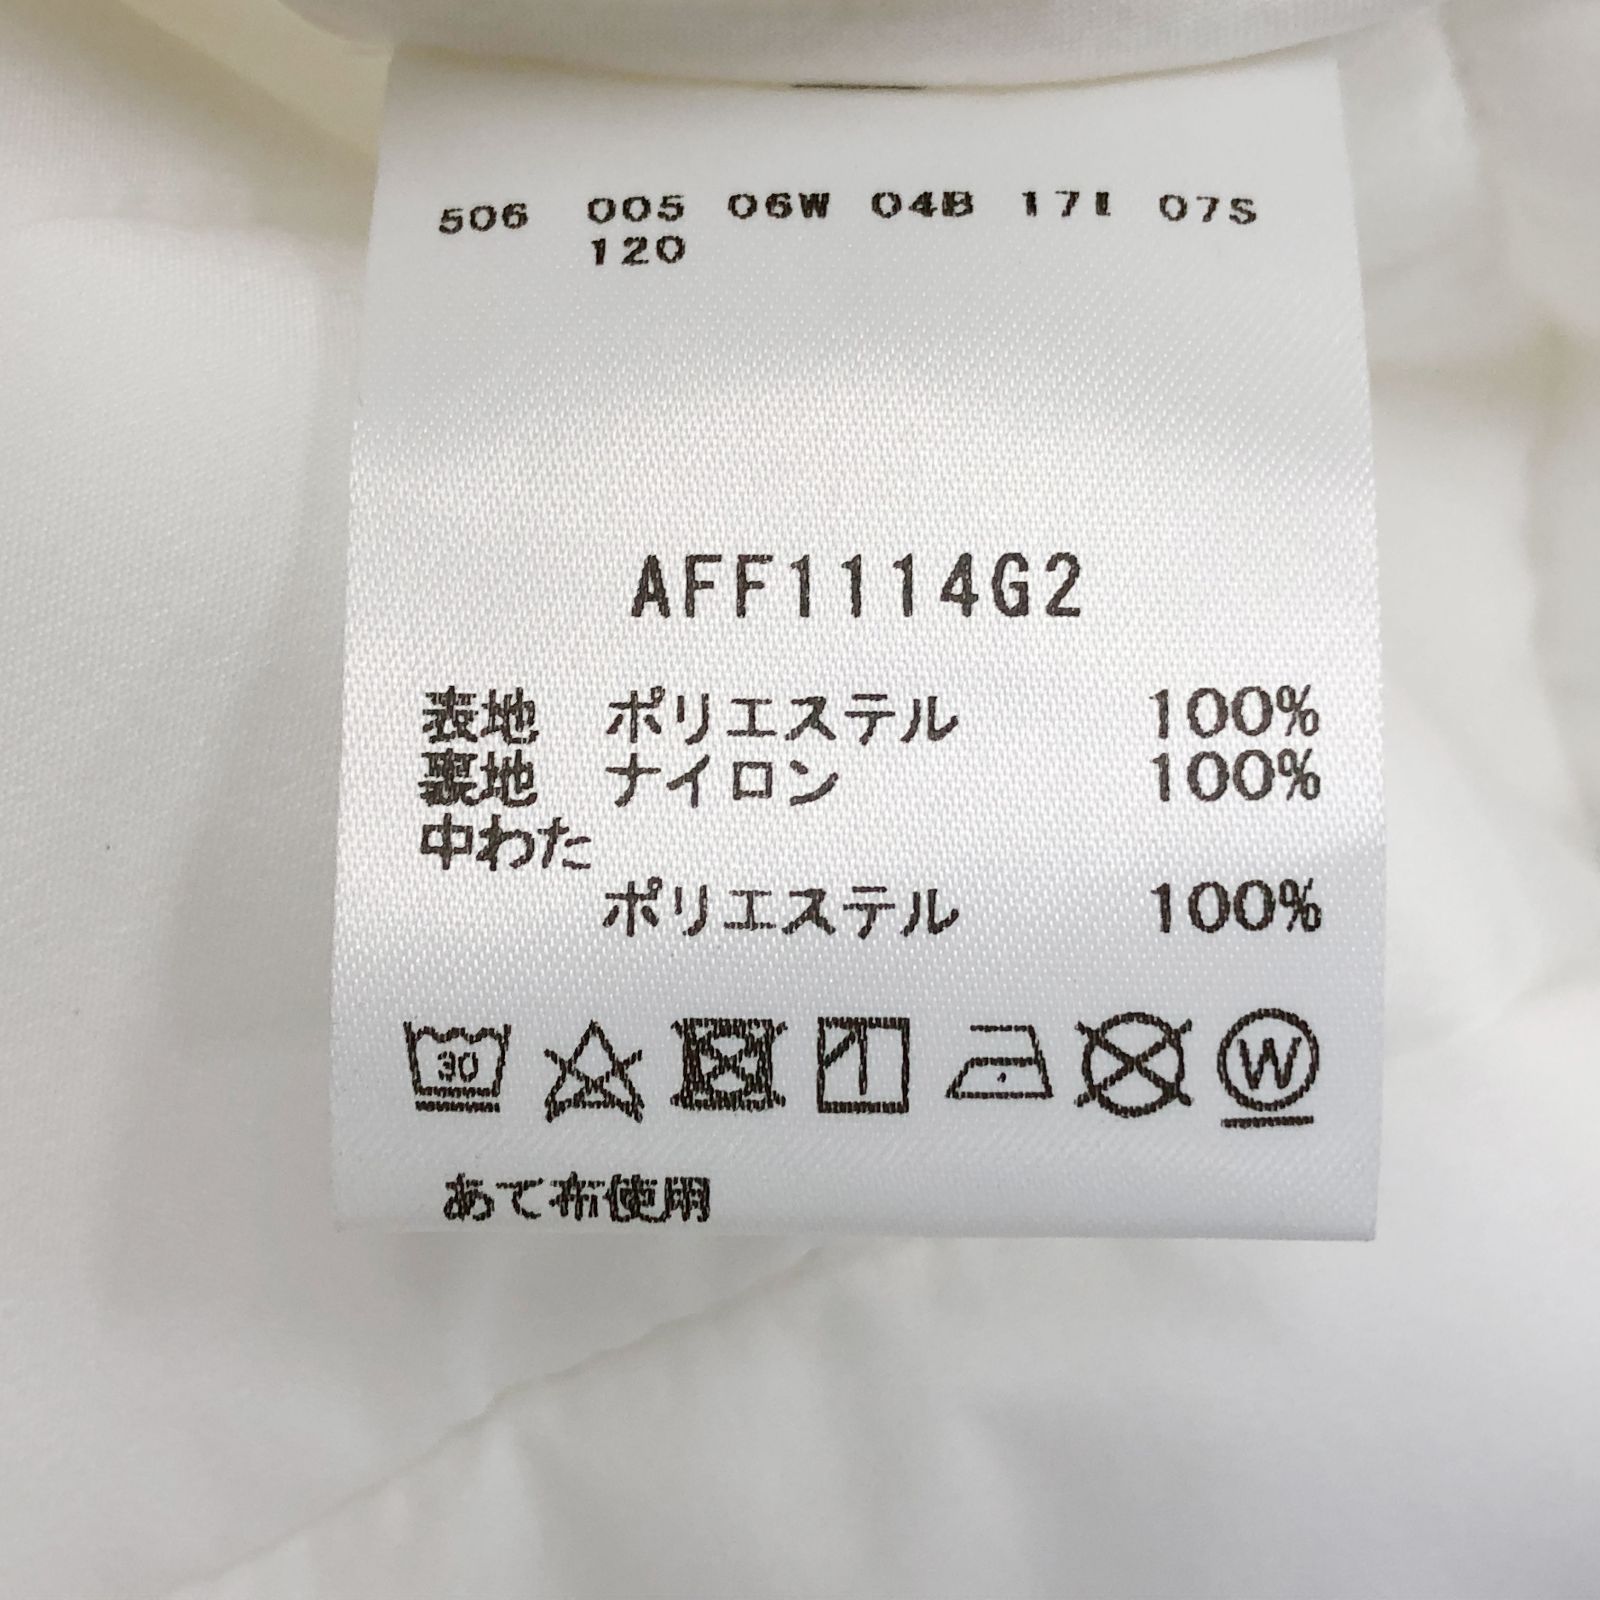 506 005 06W 04B 17I 07S
120
AFF1114G2
表地 ポリエステル 100%
裏地 ナイロン 100%
中わた
ポリエステル 100%
30 W
あて布使用